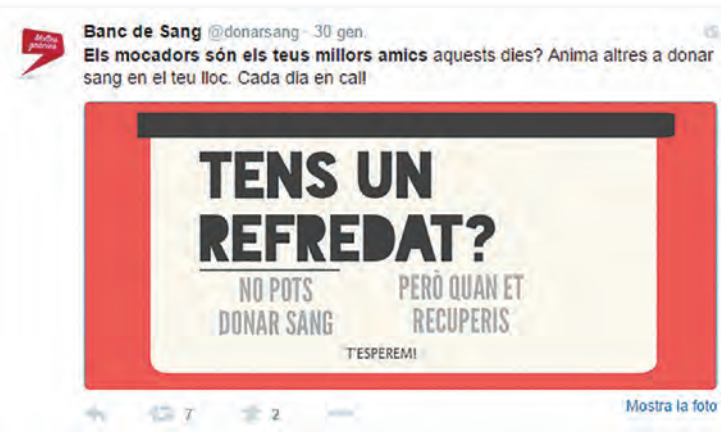 Moltes gràcies
Banc de Sang @donarsang · 30 gen.
Els mocadors són els teus millors amics aquests dies? Anima altres a donar
sang en el teu lloc. Cada dia en cal!
TENS UN
REFREDAT?
NO POTS
DONAR SANG
PERÒ QUAN ET
RECUPERIS
T'ESPEREM!
7 2
Mostra la foto